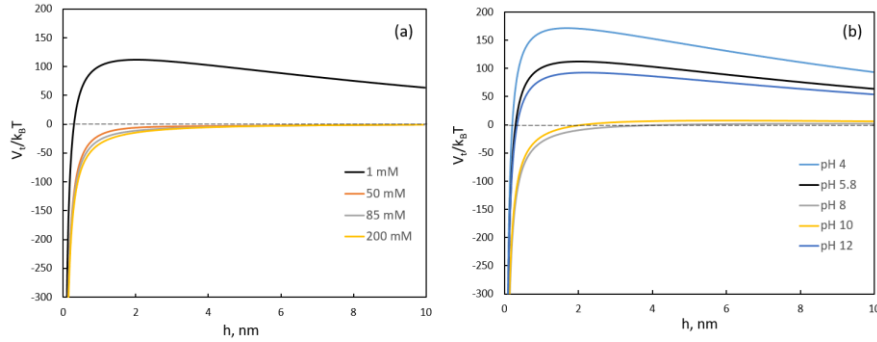 (a)
200
150
100
50
0
-50
-100
-150
-200
-250
-300
V_t/k_BT
1 mM
50 mM
85 mM
200 mM
0 2 4 6 8 10
h, nm
(b)
200
150
100
50
0
-50
-100
-150
-200
-250
-300
V_t/k_BT
pH 4
pH 5.8
pH 8
pH 10
pH 12
0 2 4 6 8 10
h, nm